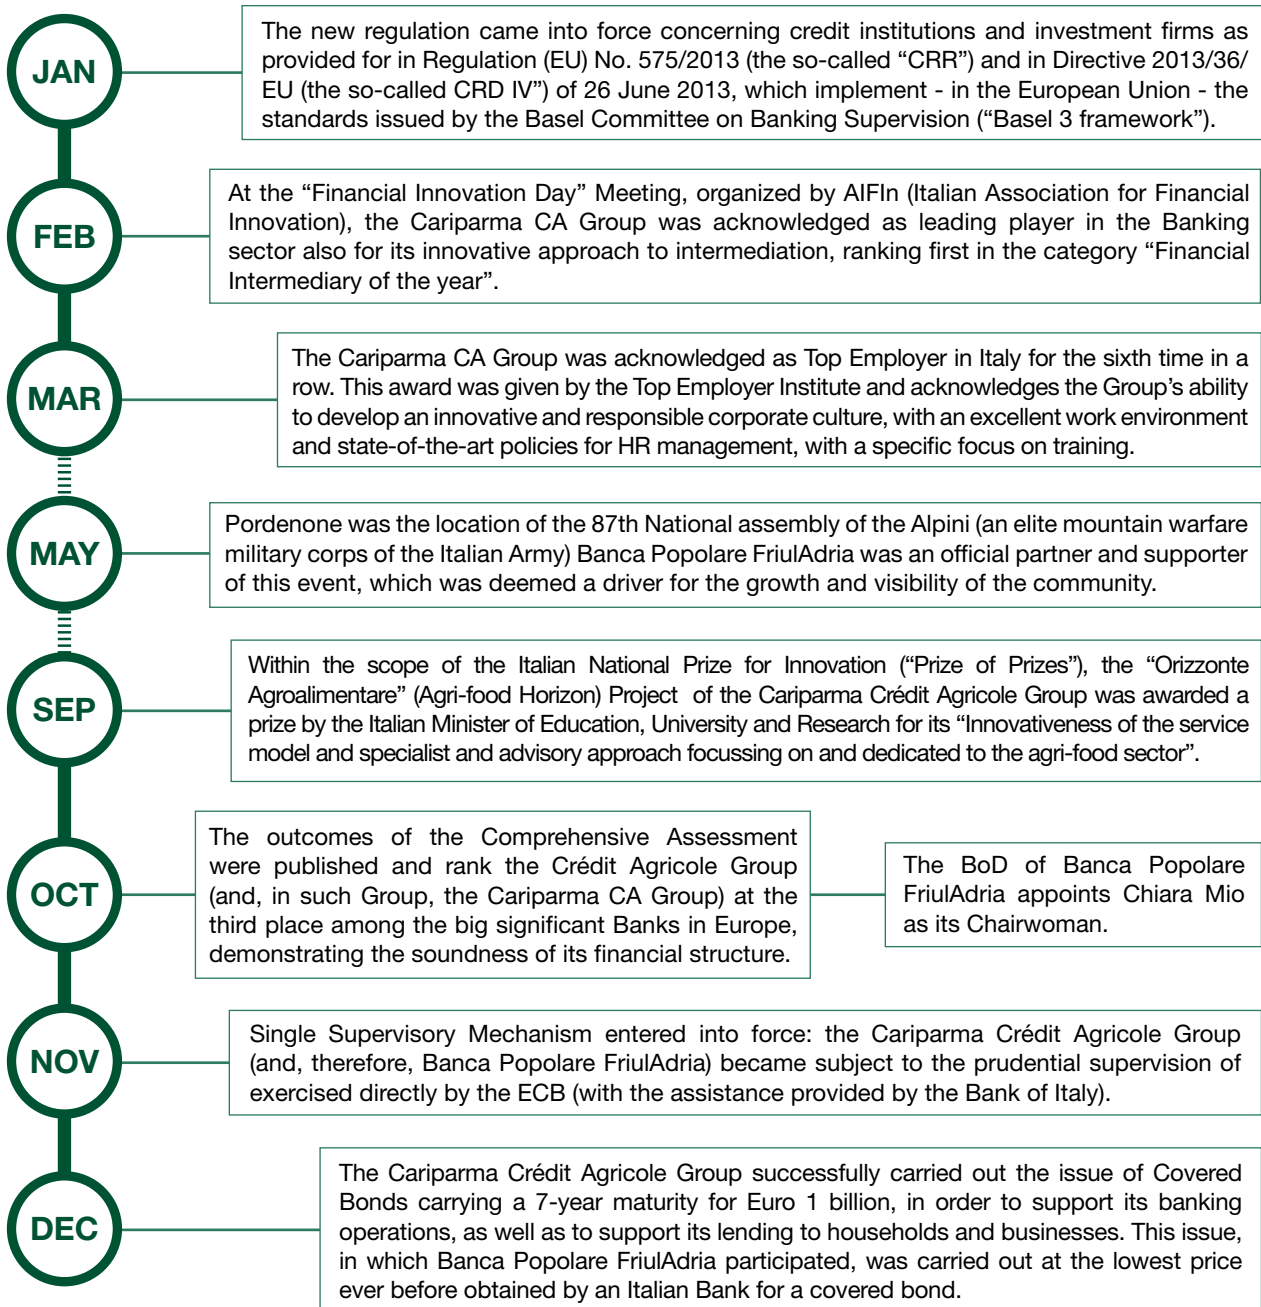 JAN
The new regulation came into force concerning credit institutions and investment firms as
provided for in Regulation (EU) No. 575/2013 (the so-called “CRR”) and in Directive 2013/36/
EU (the so-called CRD IV”) of 26 June 2013, which implement - in the European Union - the
standards issued by the Basel Committee on Banking Supervision (“Basel 3 framework”).
FEB
At the “Financial Innovation Day” Meeting, organized by AIFIn (Italian Association for Financial
Innovation), the Cariparma CA Group was acknowledged as leading player in the Banking
sector also for its innovative approach to intermediation, ranking first in the category “Financial
Intermediary of the year”.
MAR
The Cariparma CA Group was acknowledged as Top Employer in Italy for the sixth time in a
row. This award was given by the Top Employer Institute and acknowledges the Group’s ability
to develop an innovative and responsible corporate culture, with an excellent work environment
and state-of-the-art policies for HR management, with a specific focus on training.
MAY
Pordenone was the location of the 87th National assembly of the Alpini (an elite mountain warfare
military corps of the Italian Army) Banca Popolare FriulAdria was an official partner and supporter
of this event, which was deemed a driver for the growth and visibility of the community.
SEP
Within the scope of the Italian National Prize for Innovation (“Prize of Prizes”), the “Orizzonte
Agroalimentare” (Agri-food Horizon) Project of the Cariparma Crédit Agricole Group was awarded a
prize by the Italian Minister of Education, University and Research for its “Innovativeness of the service
model and specialist and advisory approach focussing on and dedicated to the agri-food sector”.
OCT
The outcomes of the Comprehensive Assessment
were published and rank the Crédit Agricole Group
(and, in such Group, the Cariparma CA Group) at the
third place among the big significant Banks in Europe,
demonstrating the soundness of its financial structure.
The BoD of Banca Popolare
FriulAdria appoints Chiara Mio
as its Chairwoman.
NOV
Single Supervisory Mechanism entered into force: the Cariparma Crédit Agricole Group
(and, therefore, Banca Popolare FriulAdria) became subject to the prudential supervision of
exercised directly by the ECB (with the assistance provided by the Bank of Italy).
DEC
The Cariparma Crédit Agricole Group successfully carried out the issue of Covered
Bonds carrying a 7-year maturity for Euro 1 billion, in order to support its banking
operations, as well as to support its lending to households and businesses. This issue,
in which Banca Popolare FriulAdria participated, was carried out at the lowest price
ever before obtained by an Italian Bank for a covered bond.